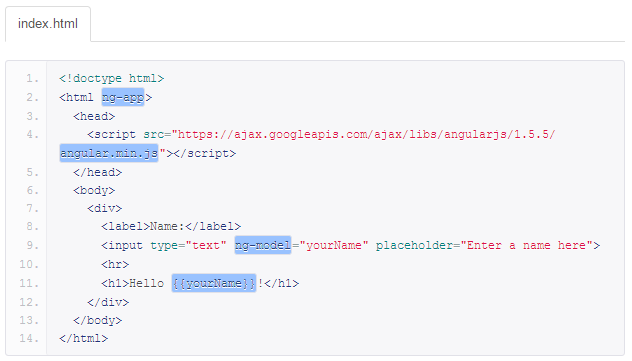 index.html
1. <!doctype html>
2. <html ng-app>
3.   <head>
4.     <script src="https://ajax.googleapis.com/ajax/libs/angularjs/1.5.5/
angular.min.js"></script>
5.   </head>
6.   <body>
7.     <div>
8.       <label>Name:</label>
9.       <input type="text" ng-model="yourName" placeholder="Enter a name here">
10.       <hr>
11.       <h1>Hello {{yourName}}!</h1>
12.     </div>
13.   </body>
14. </html>